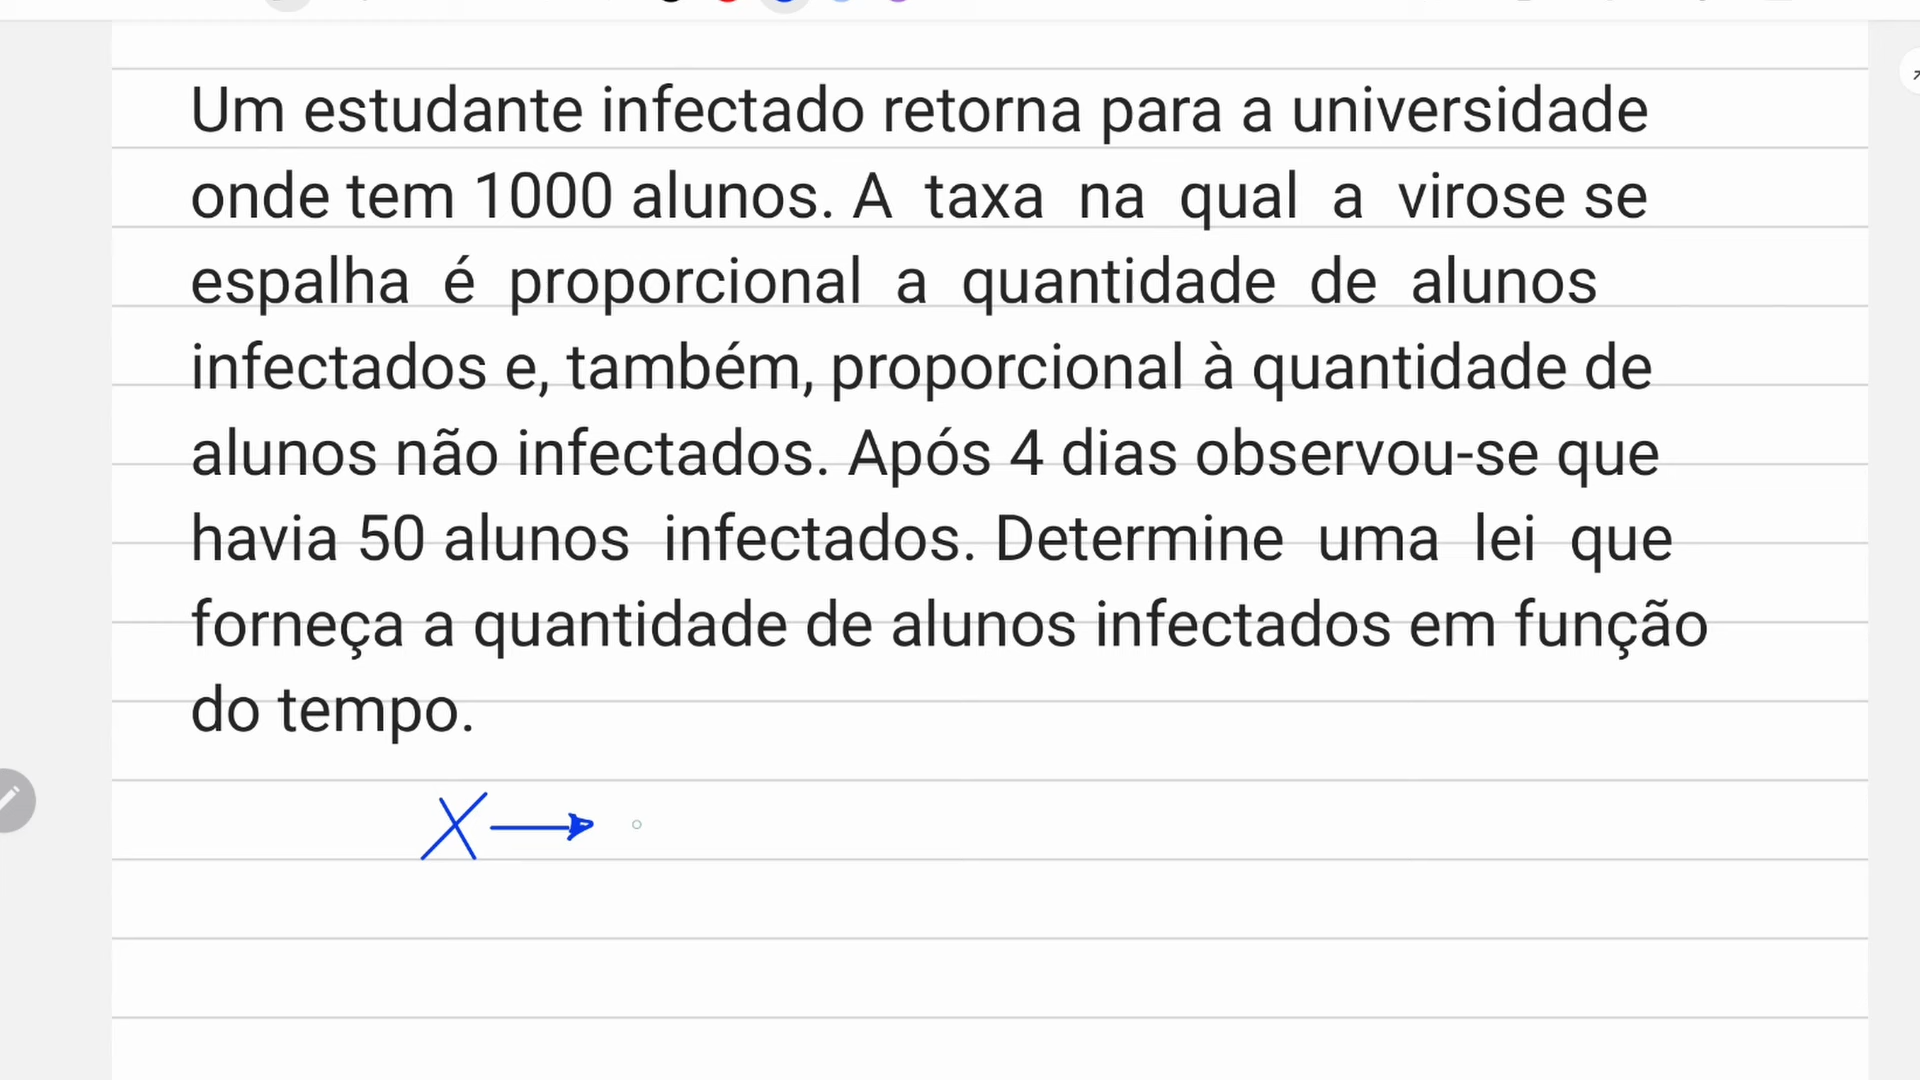 Um estudante infectado retorna para a universidade
onde tem 1000 alunos. A taxa na qual a virose se
espalha é proporcional a quantidade de alunos
infectados e, também, proporcional à quantidade de
alunos não infectados. Após 4 dias observou-se que
havia 50 alunos infectados. Determine uma lei que
forneça a quantidade de alunos infectados em função
do tempo.
X →